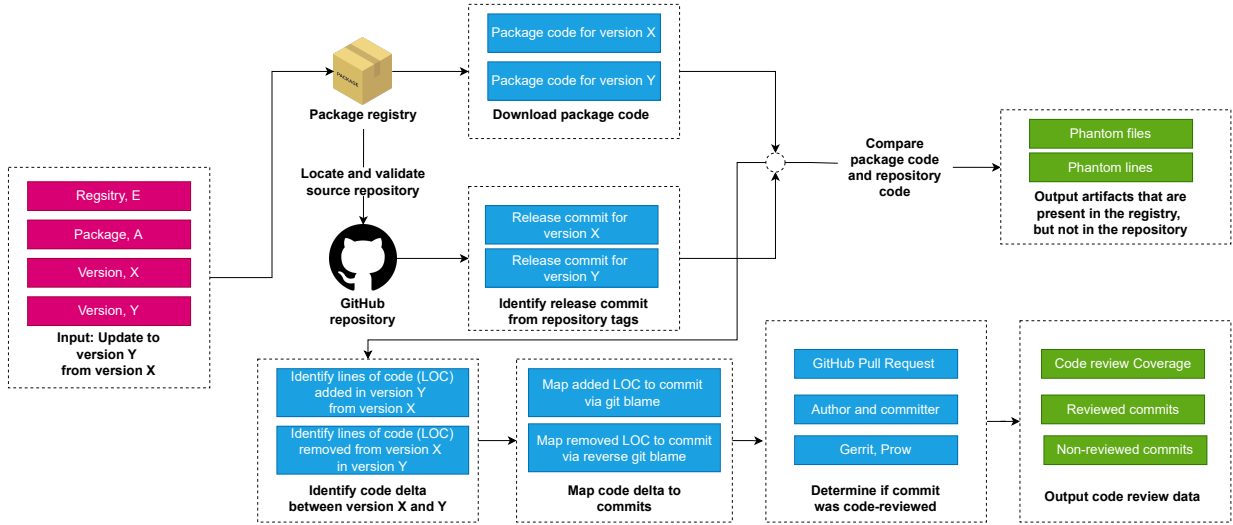 Regsitry, E
Package, A
Version, X
Version, Y
Input: Update to
version Y
from version X
PACKAGE
Package registry
Locate and validate
source repository
GitHub
repository
Package code for version X
Package code for version Y
Download package code
Release commit for
version X
Release commit for
version Y
Identify release commit
from repository tags
Compare
package code
and repository
code
Phantom files
Phantom lines
Output artifacts that are
present in the registry,
but not in the repository
Identify lines of code (LOC)
added in version Y
from version X
Identify lines of code (LOC)
removed from version X
in version Y
Identify code delta
between version X and Y
Map added LOC to commit
via git blame
Map removed LOC to commit
via reverse git blame
Map code delta to
commits
GitHub Pull Request
Author and committer
Gerrit, Prow
Determine if commit
was code-reviewed
Code review Coverage
Reviewed commits
Non-reviewed commits
Output code review data